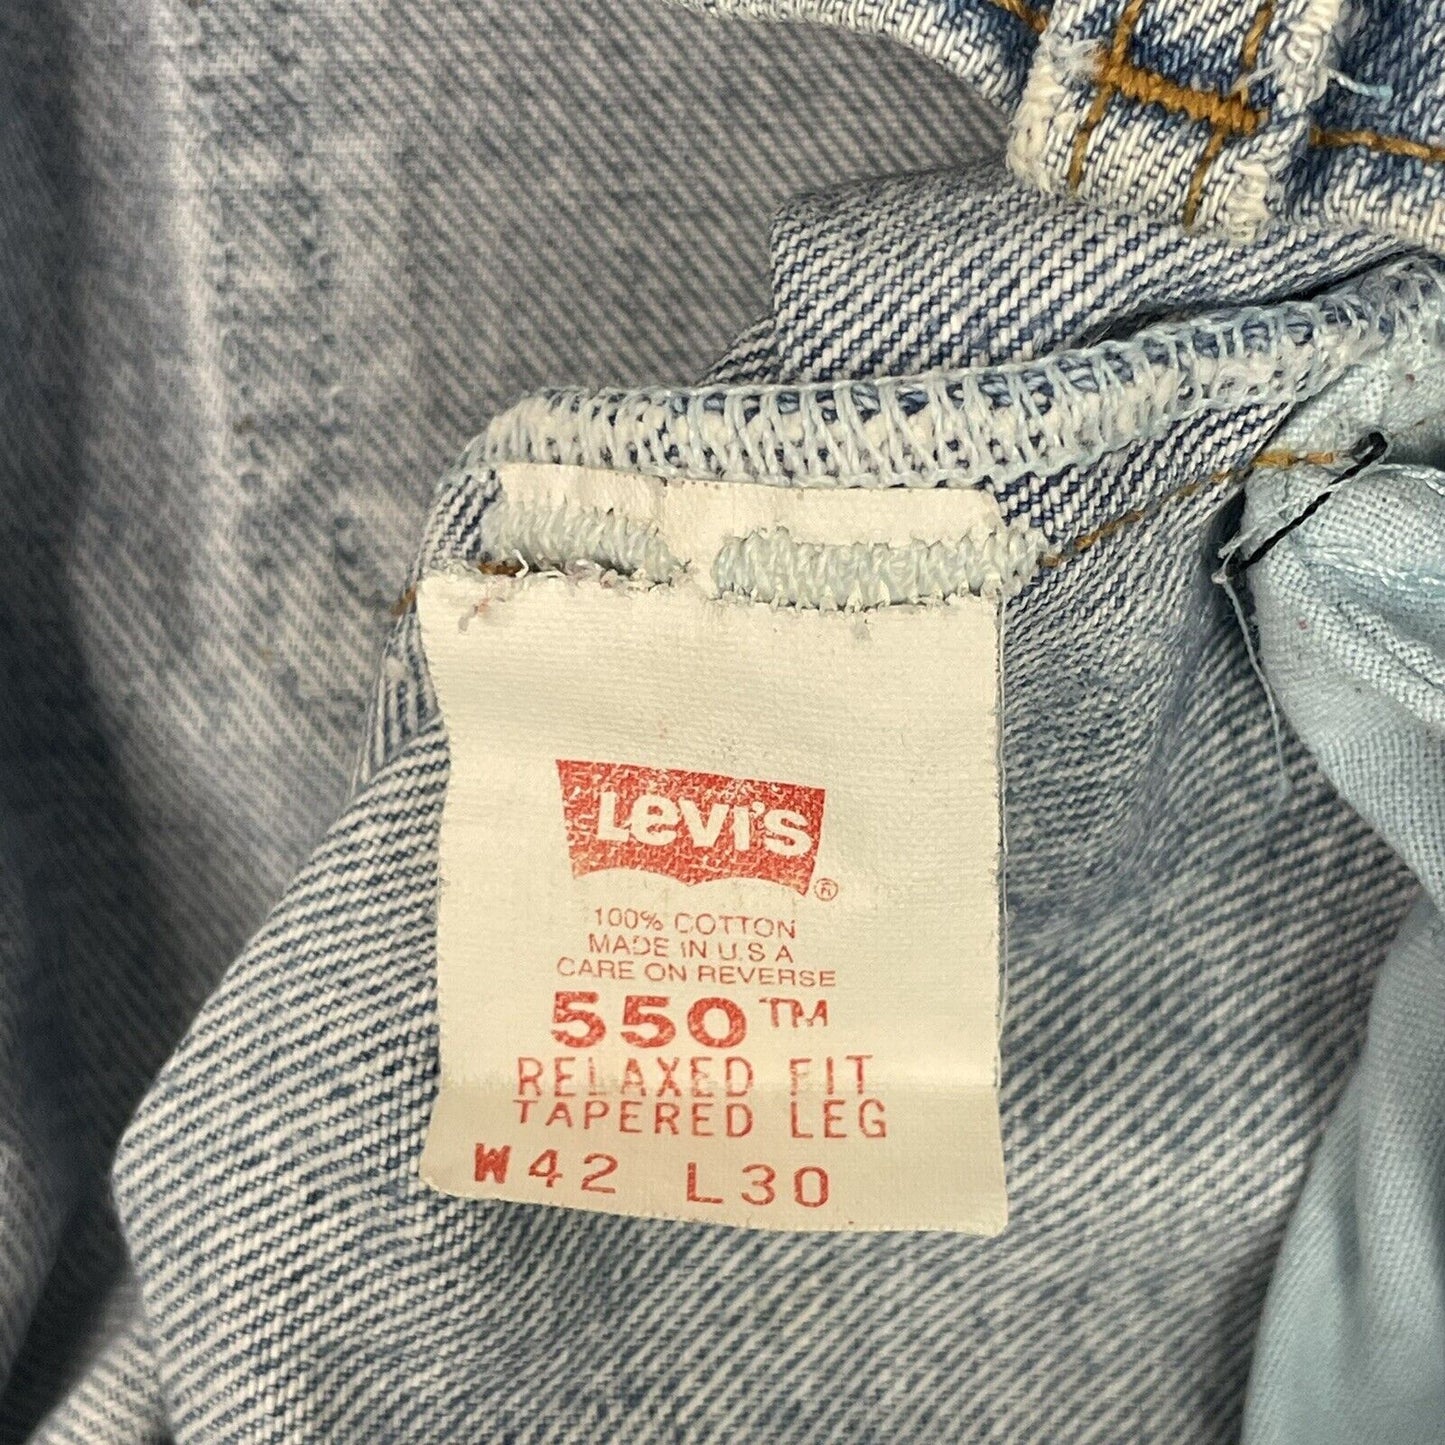 Levi's ®
100% COTTON
MADE IN U.S A
CARE ON REVERSE
550™
RELAXED FIT
TAPERED LEG
W42 L30